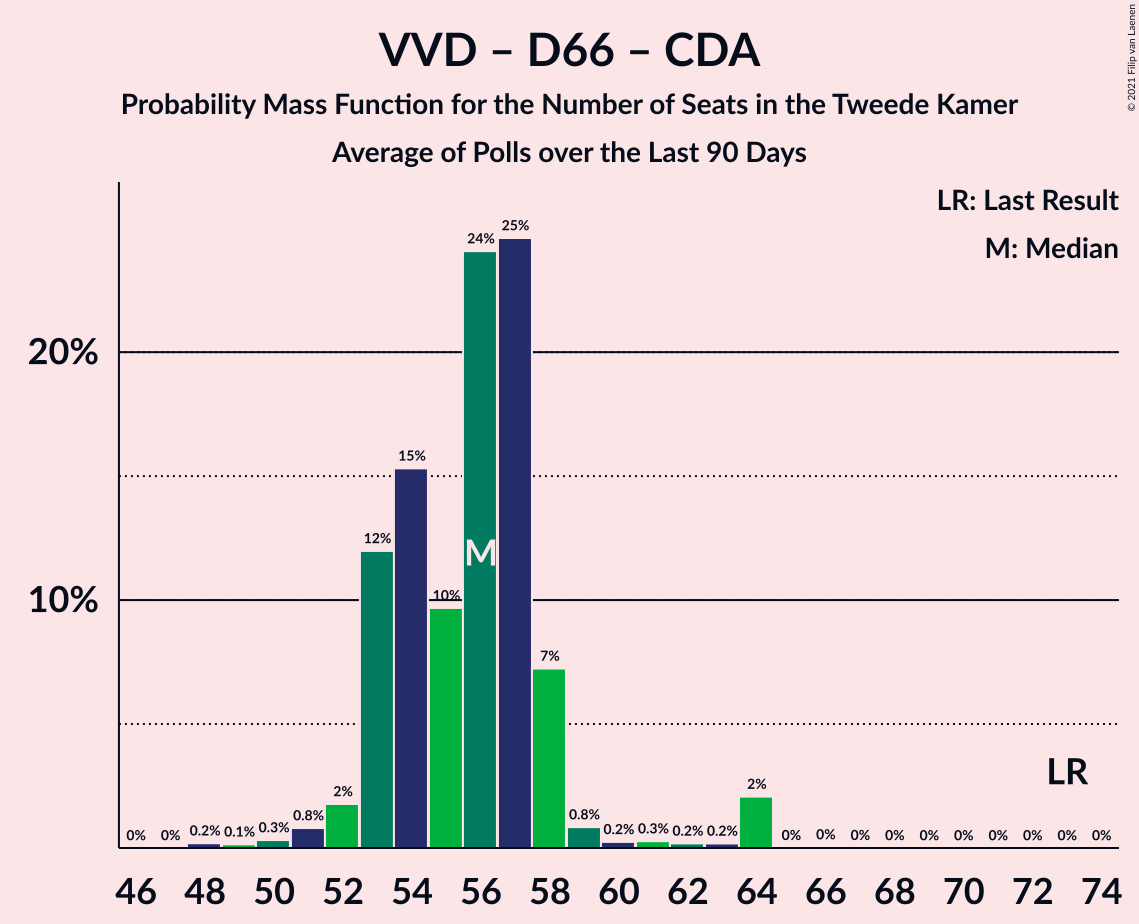 VVD – D66 – CDA
Probability Mass Function for the Number of Seats in the Tweede Kamer
Average of Polls over the Last 90 Days
© 2021 Filip van Laenen
LR: Last Result
M: Median
25%
24%
20%
15%
12%
10%
10%
M
7%
LR
2%
2%
0% 0% 0.2% 0.1% 0.3% 0.8% 0.8% 0.2% 0.3% 0.2% 0.2% 0% 0% 0% 0% 0% 0% 0% 0% 0% 0%
46 48 50 52 54 56 58 60 62 64 66 68 70 72 74